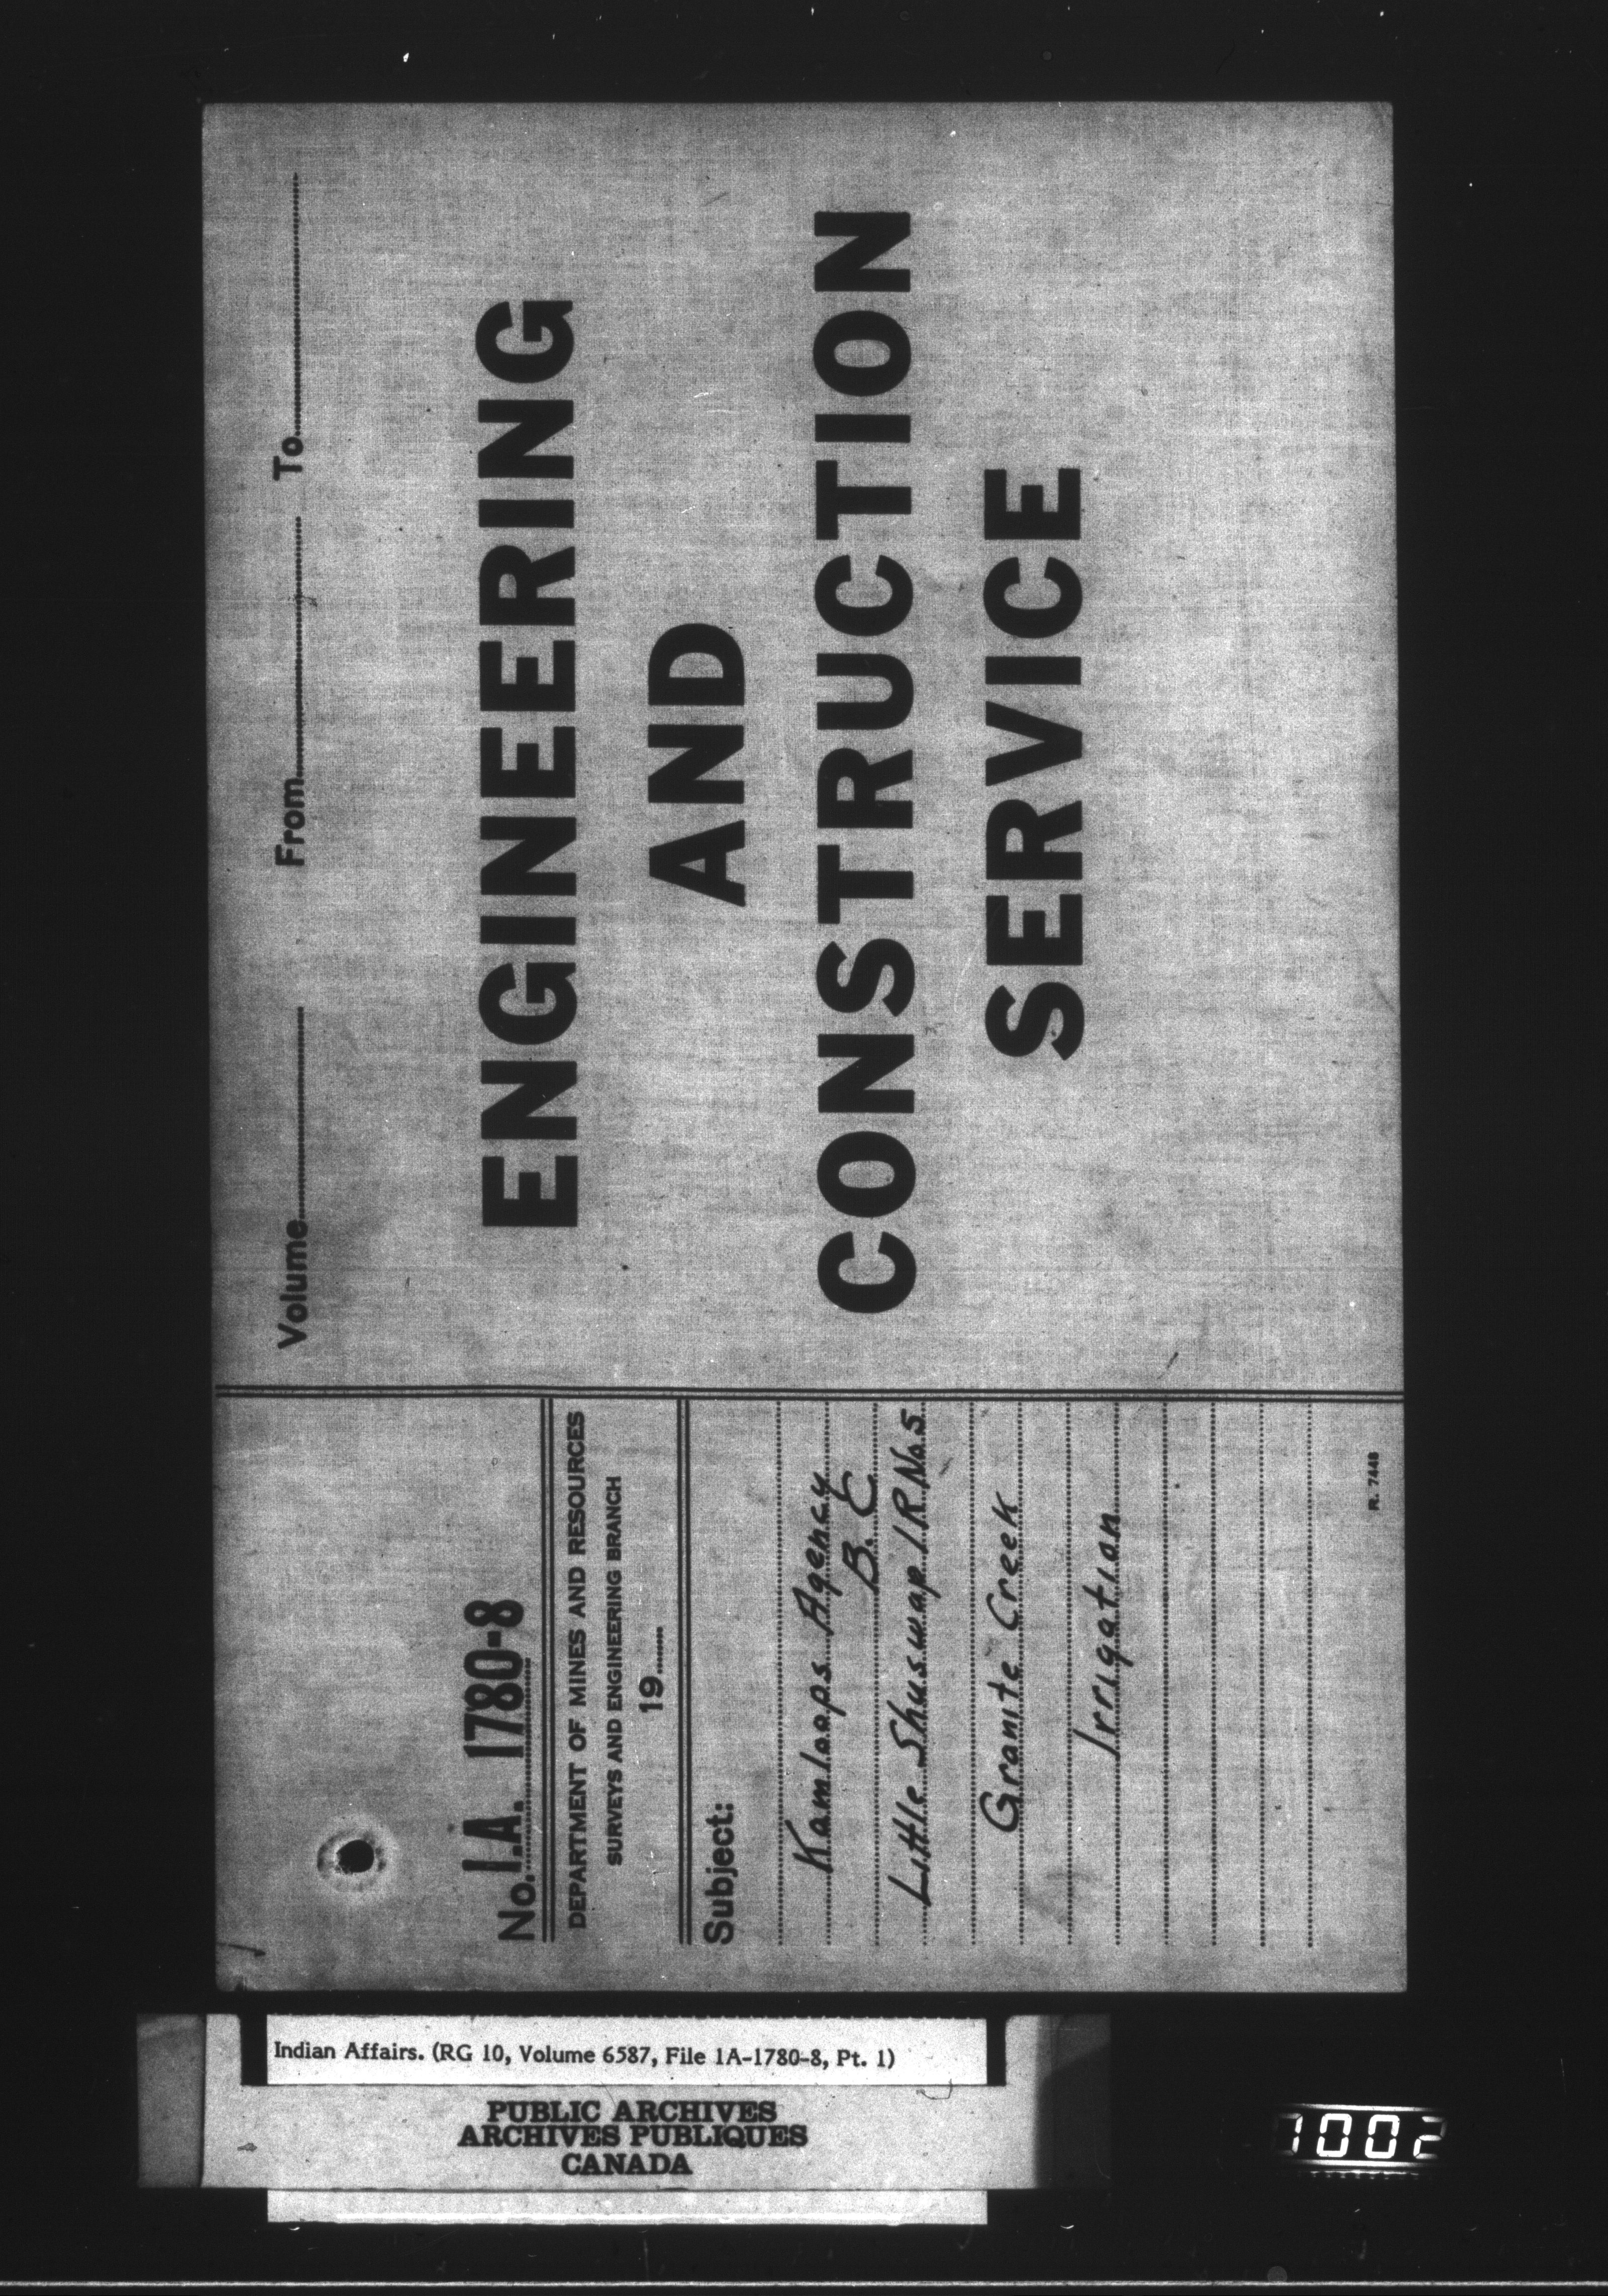 No. I.A. 1780-8
DEPARTMENT OF MINES AND RESOURCES
SURVEYS AND ENGINEERING BRANCH
19........
Subject:
Kamloops Agency
B.C.
Little Shuswap I.R. No. 5
Granite Creek
Irrigation
R. 7448
Volume................ From................ To................
ENGINEERING
AND
CONSTRUCTION
SERVICE
Indian Affairs. (RG 10, Volume 6587, File 1A-1780-8, Pt. 1)
PUBLIC ARCHIVES
ARCHIVES PUBLIQUES
CANADA
1002